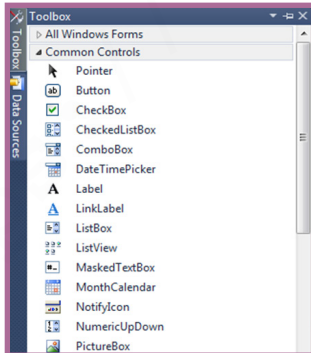 Toolbox
All Windows Forms
Common Controls
Pointer
Button
CheckBox
CheckedListBox
ComboBox
DateTimePicker
Label
LinkLabel
ListBox
ListView
MaskedTextBox
MonthCalendar
NotifyIcon
NumericUpDown
PictureBox
Toolbox
Data Sources